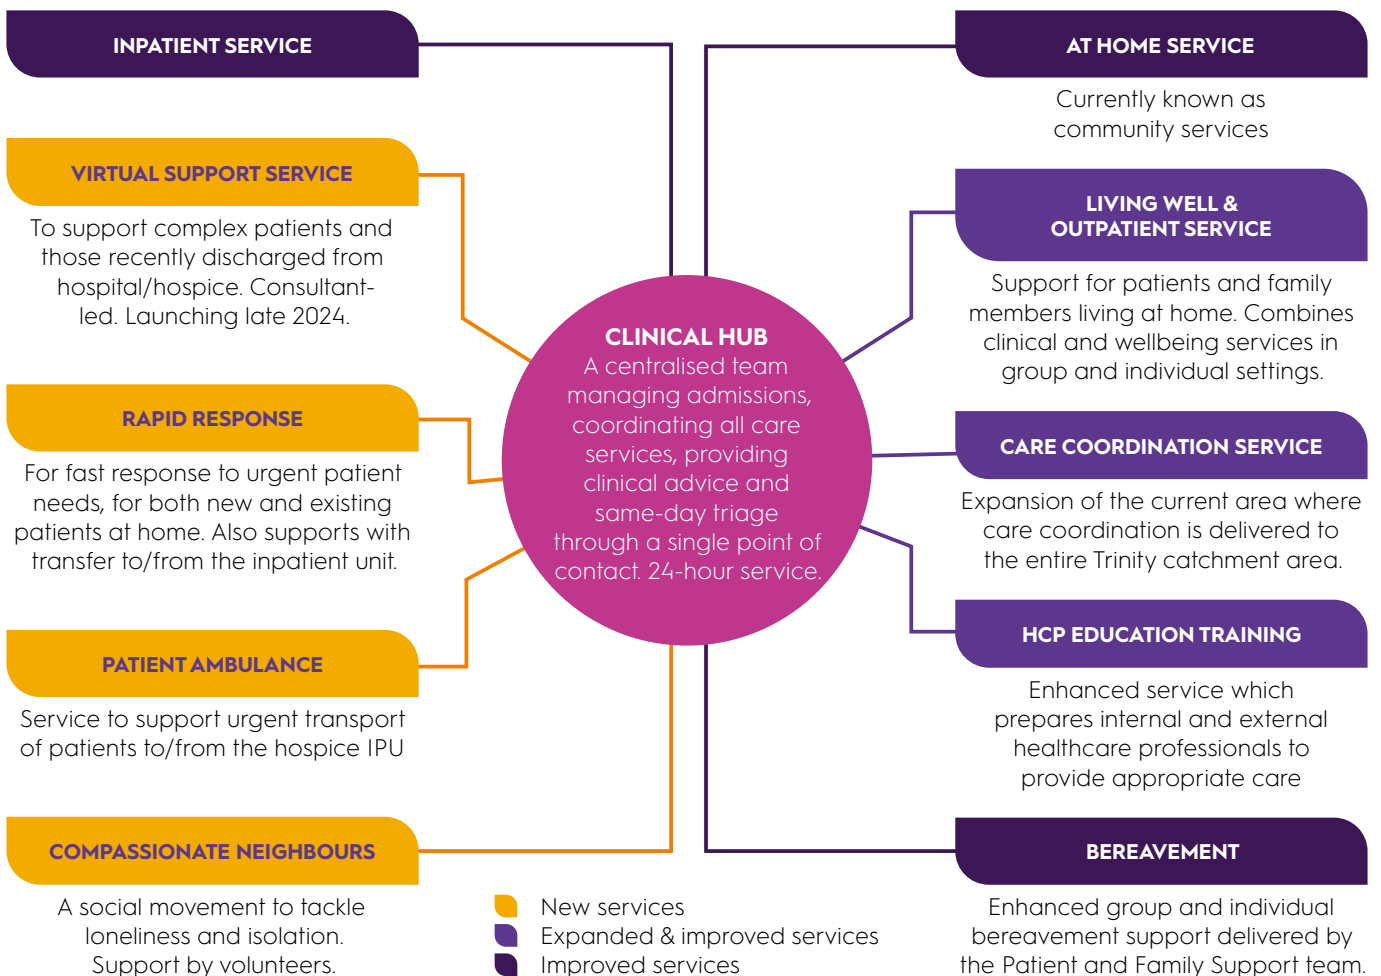 INPATIENT SERVICE
VIRTUAL SUPPORT SERVICE
To support complex patients and
those recently discharged from
hospital/hospice. Consultant-
led. Launching late 2024.
RAPID RESPONSE
For fast response to urgent patient
needs, for both new and existing
patients at home. Also supports with
transfer to/from the inpatient unit.
PATIENT AMBULANCE
Service to support urgent transport
of patients to/from the hospice IPU
COMPASSIONATE NEIGHBOURS
A social movement to tackle
loneliness and isolation.
Support by volunteers.
CLINICAL HUB
A centralised team
managing admissions,
coordinating all care
services, providing
clinical advice and
same-day triage
through a single point of
contact. 24-hour service.
New services
Expanded & improved services
Improved services
AT HOME SERVICE
Currently known as
community services
LIVING WELL &
OUTPATIENT SERVICE
Support for patients and family
members living at home. Combines
clinical and wellbeing services in
group and individual settings.
CARE COORDINATION SERVICE
Expansion of the current area where
care coordination is delivered to
the entire Trinity catchment area.
HCP EDUCATION TRAINING
Enhanced service which
prepares internal and external
healthcare professionals to
provide appropriate care
BEREAVEMENT
Enhanced group and individual
bereavement support delivered by
the Patient and Family Support team.